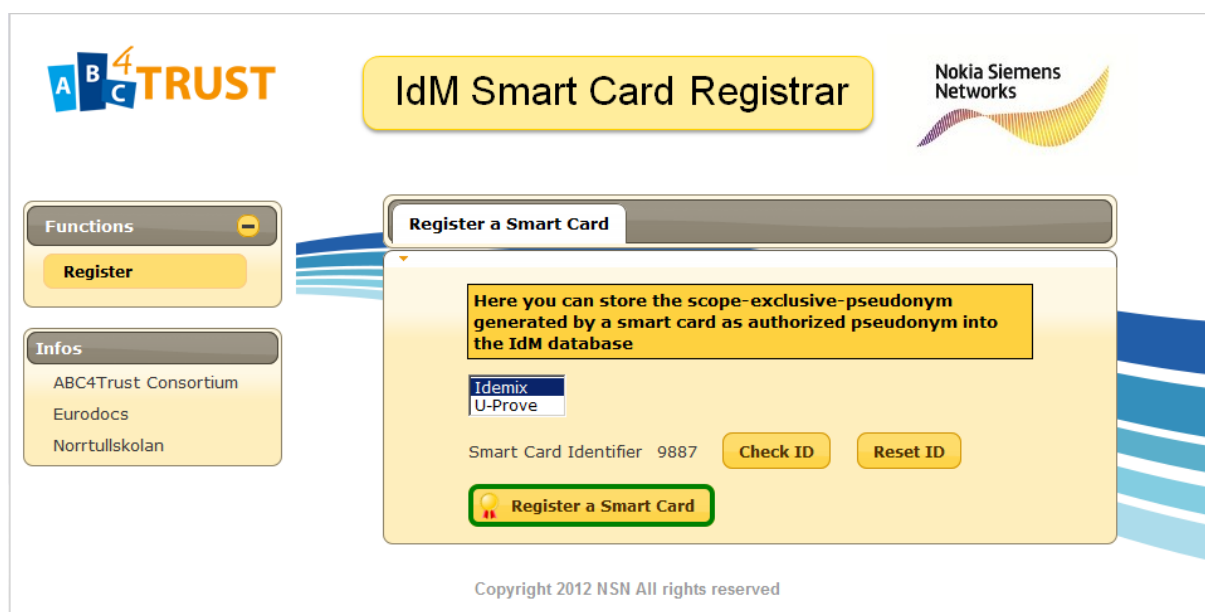 ABC4TRUST
IdM Smart Card Registrar
Nokia Siemens
Networks
Functions
Register
Infos
ABC4Trust Consortium
Eurodocs
Norrtullskolan
Register a Smart Card
Here you can store the scope-exclusive-pseudonym
generated by a smart card as authorized pseudonym into
the IdM database
Idemix
U-Prove
Smart Card Identifier 9887 Check ID Reset ID
Register a Smart Card
Copyright 2012 NSN All rights reserved